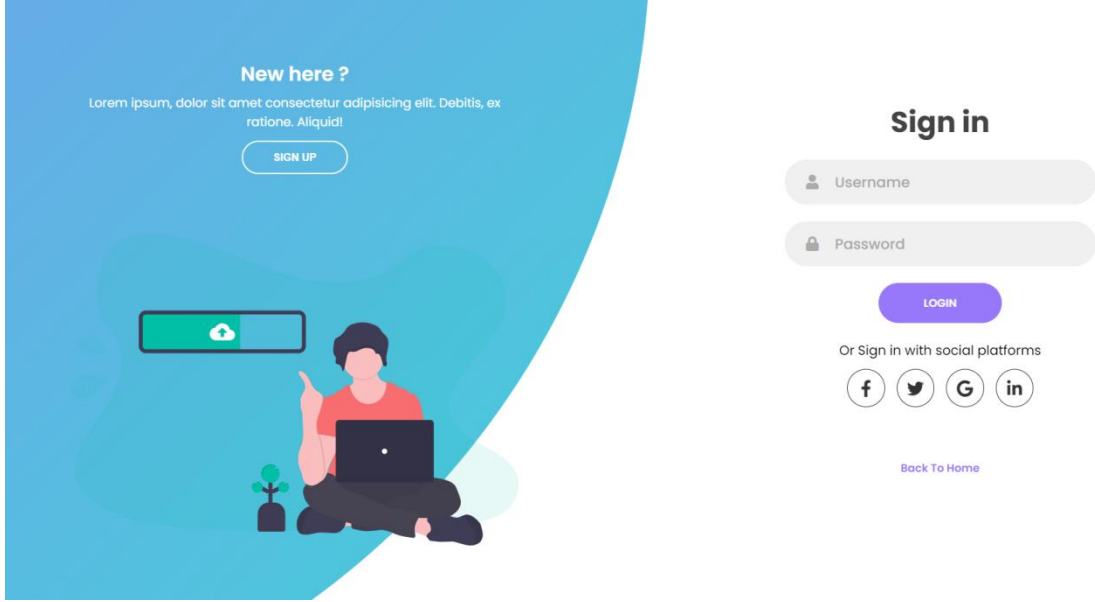 New here ?
Lorem ipsum, dolor sit amet consectetur adipisicing elit. Debitis, ex
ratione. Aliquid!
SIGN UP
Sign in
Username
Password
LOGIN
Or Sign in with social platforms
f
G
in
Back To Home